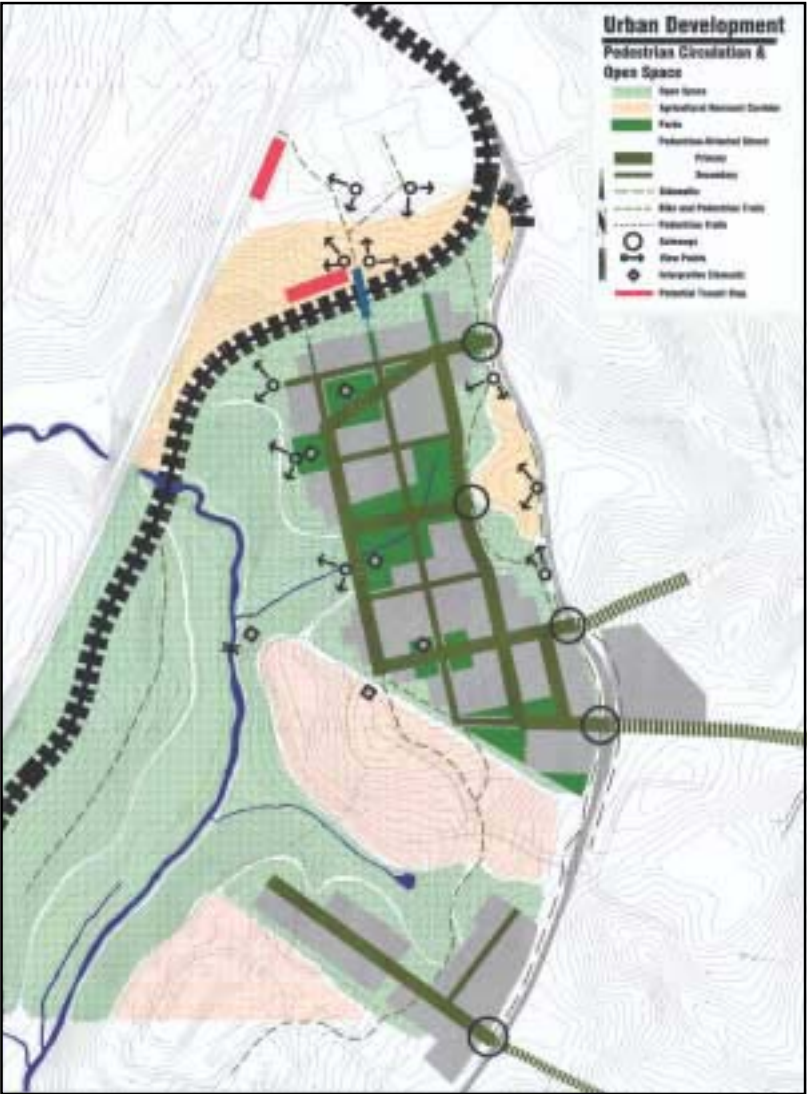 Urban Development
Pedestrian Circulation &
Open Space
Open Space
Agricultural Remnant Corridor
Parks
Pedestrian-Oriented Street
Primary
Secondary
Sidewalks
Bike and Pedestrian Trails
Pedestrian Trails
Gateways
View Points
Interpretive Elements
Potential Transit Stop